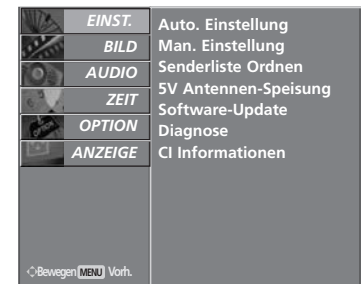 EINST.
BILD
AUDIO
ZEIT
OPTION
ANZEIGE
Auto. Einstellung
Man. Einstellung
Senderliste Ordnen
5V Antennen-Speisung
Software-Update
Diagnose
CI Informationen
Bewegen MENU Vorh.